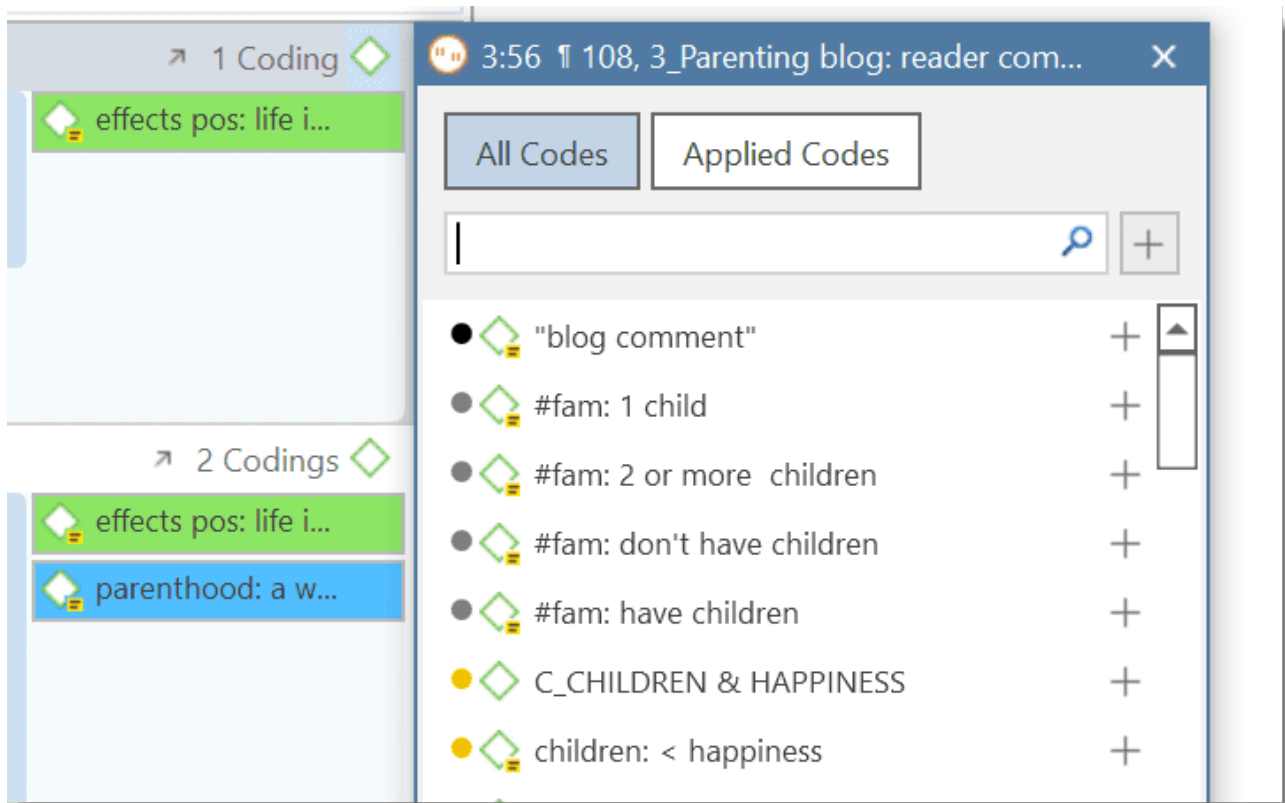 1 Coding
effects pos: life i...
2 Codings
effects pos: life i...
parenthood: a w...
3:56 ¶ 108, 3_Parenting blog: reader com...
All Codes
Applied Codes
"blog comment"
#fam: 1 child
#fam: 2 or more  children
#fam: don't have children
#fam: have children
C_CHILDREN & HAPPINESS
children: < happiness